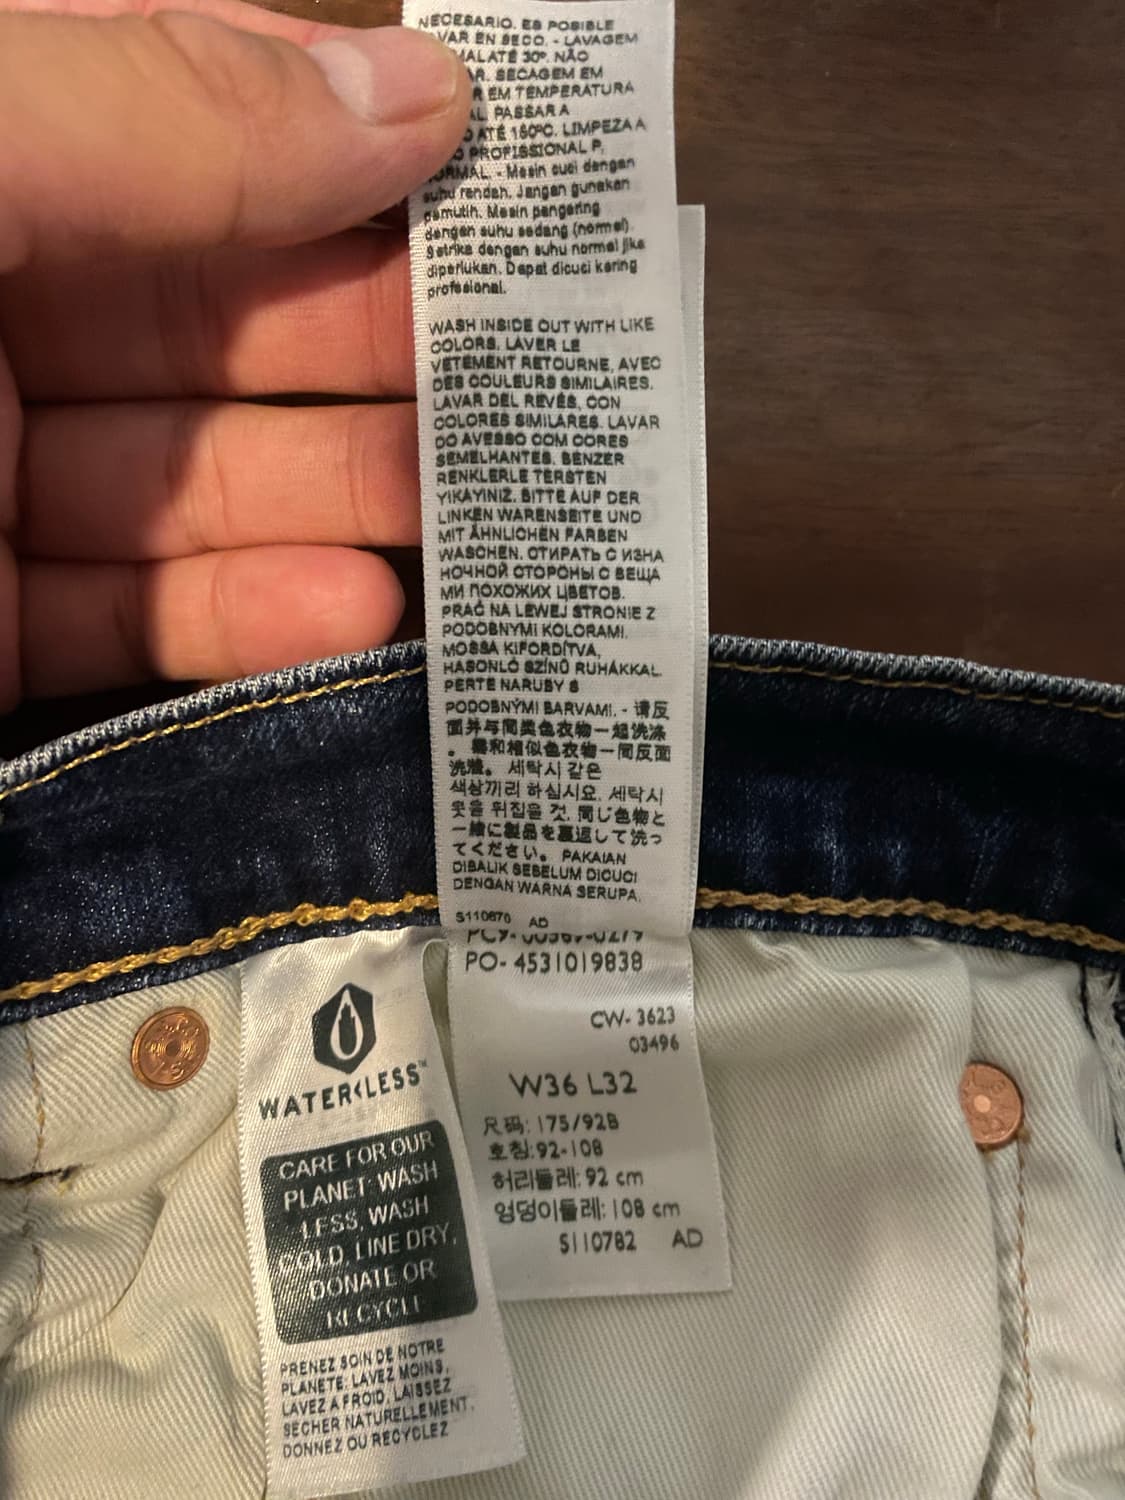 NECESARIO. ES POSIBLE
VAR EN SECO. - LAVAGEM
MAL ATÉ 30º. NÃO
AR. SECAGEM EM
R EM TEMPERATURA
AL. PASSAR A
O ATÉ 150ºC. LIMPEZA A
O PROFISSIONAL P,
ORMAL. - Mesin cuci dengan
suhu rendah. Jangan gunakan
pemutih. Mesin pengering
dengan suhu sedang (normal).
Setrika dengan suhu normal jika
diperlukan. Dapat dicuci kering
profesional.
WASH INSIDE OUT WITH LIKE
COLORS. LAVER LE
VETEMENT RETOURNE, AVEC
DES COULEURS SIMILAIRES.
LAVAR DEL REVÉS, CON
COLORES SIMILARES. LAVAR
DO AVESSO COM CORES
SEMELHANTES. BENZER
RENKLERLE TERSTEN
YIKAYINIZ. BITTE AUF DER
LINKEN WARENSEITE UND
MIT ÄHNLICHEN FARBEN
WASCHEN. ОТИРАТЬ С ИЗНА
НОЧНОЙ СТОРОНЫ С ВЕЩА
МИ ПОХОЖИХ ЦВЕТОВ.
PRAĆ NA LEWEJ STRONIE Z
PODOBNYMI KOLORAMI.
MOSSA KIFORDÍTVA,
HASONLÓ SZÍNŰ RUHÁKKAL.
PERTE NARUBY S
PODOBNÝMI BARVAMI. - 请反
面并与同类色衣物一起洗涤
。 需和相似色衣物一同反面
洗滌。 세탁시 같은
색상끼리 하십시요. 세탁시
옷을 뒤집을 것. 同じ色物と
一緒に製品を裏返して洗っ
てください。 PAKAIAN
DIBALIK SEBELUM DICUCI
DENGAN WARNA SERUPA.
S110670 AD
PC9-00369-0279
PO- 4531019838
CW- 3623
03496
W36 L32
尺码: 175/92B
호칭:92-108
허리둘레: 92 cm
엉덩이둘레: 108 cm
S110782 AD
WATER<LESS™
CARE FOR OUR
PLANET: WASH
LESS, WASH
COLD, LINE DRY,
DONATE OR
RECYCLE
PRENEZ SOIN DE NOTRE
PLANETE: LAVEZ MOINS,
LAVEZ A FROID, LAISSEZ
SECHER NATURELLEMENT,
DONNEZ OU RECYCLEZ